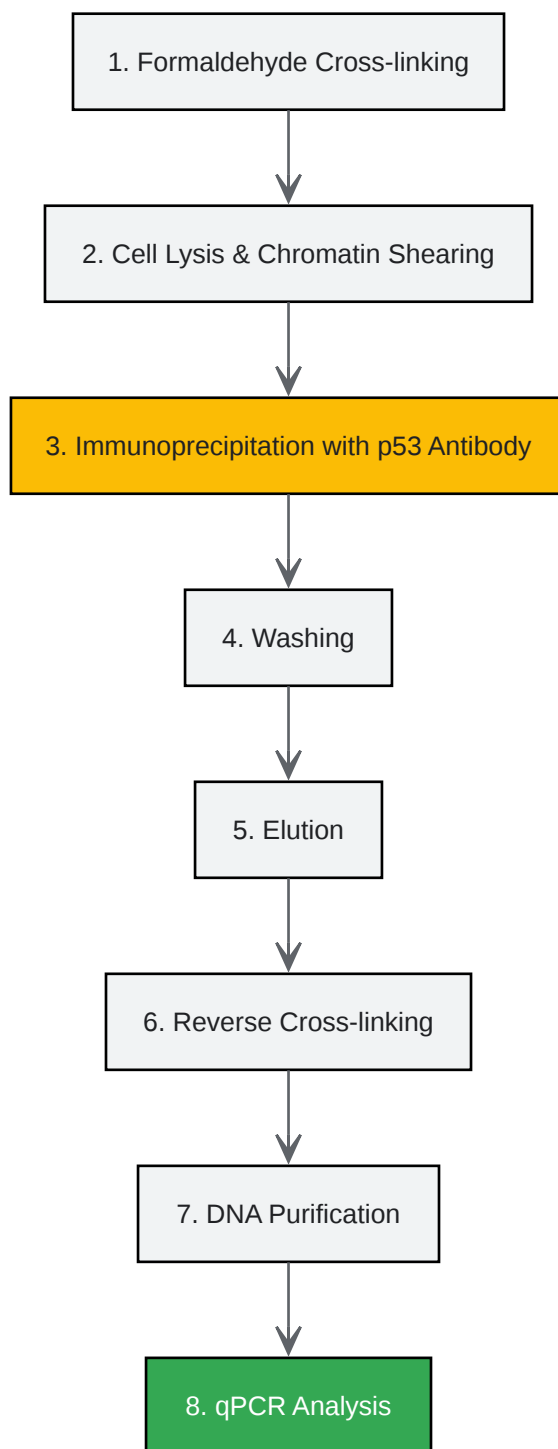 1. Formaldehyde Cross-linking
2. Cell Lysis & Chromatin Shearing
3. Immunoprecipitation with p53 Antibody
4. Washing
5. Elution
6. Reverse Cross-linking
7. DNA Purification
8. qPCR Analysis